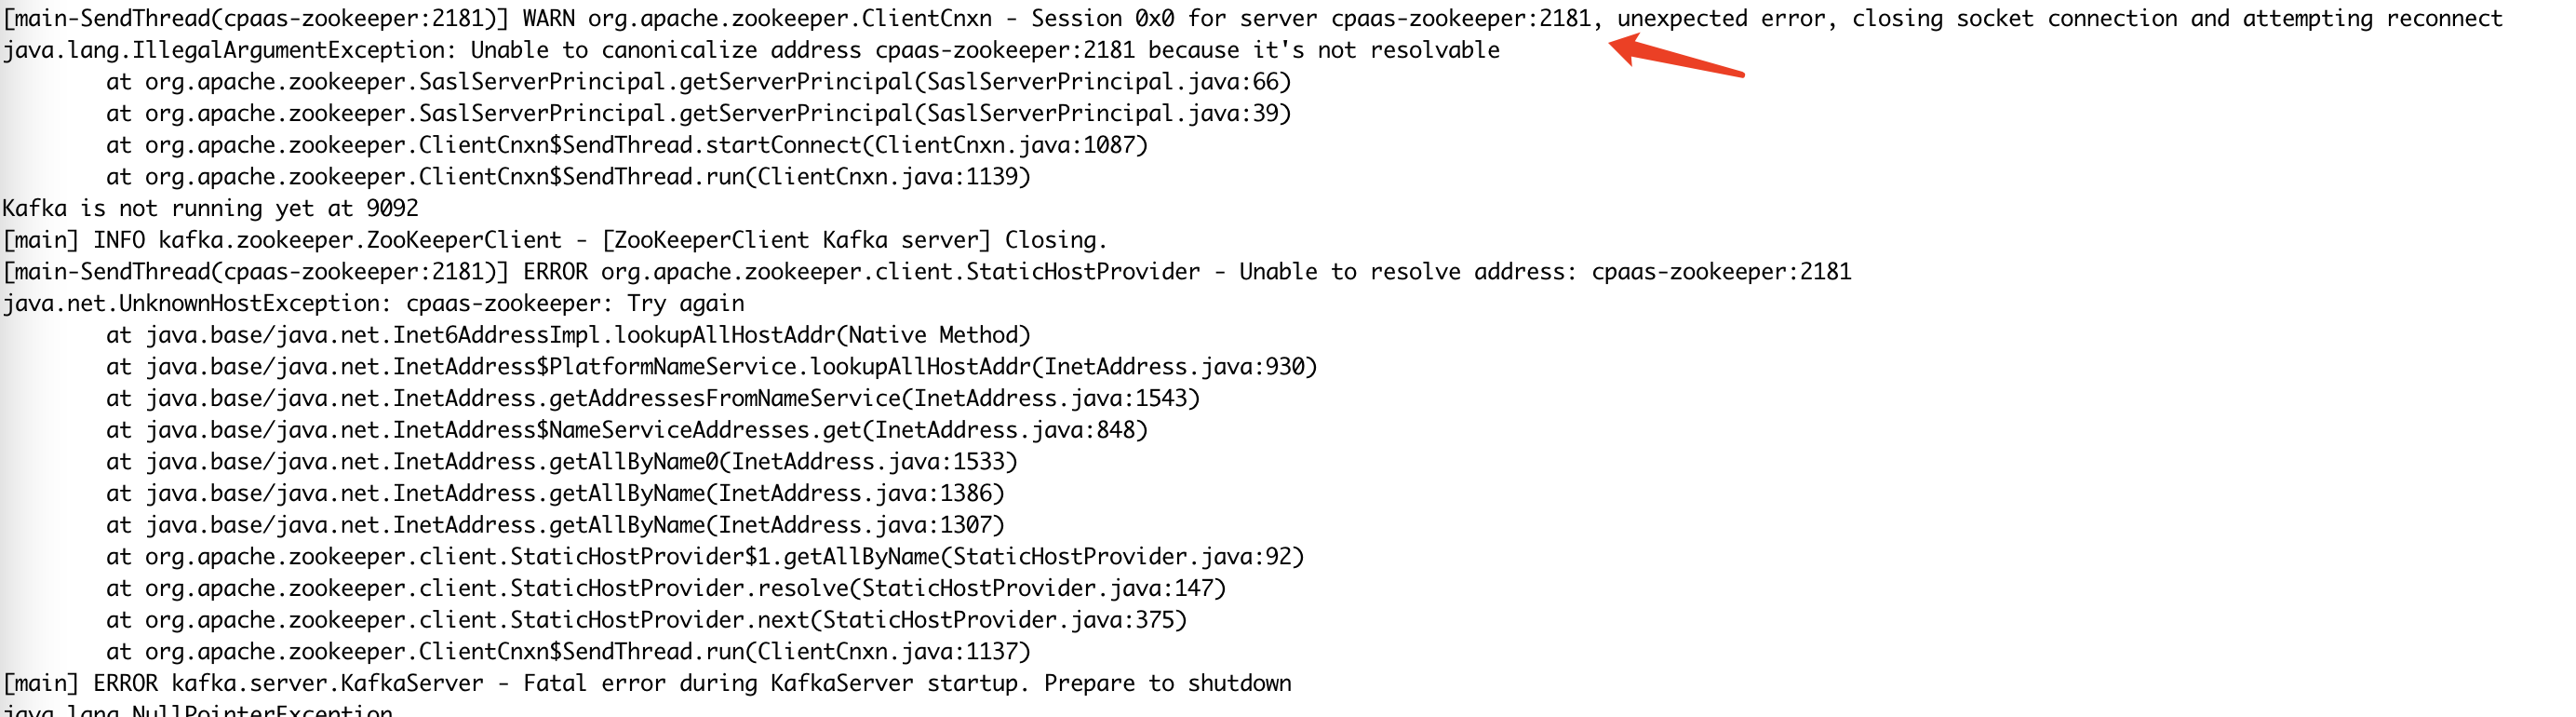 [main-SendThread(cpaas-zookeeper:2181)] WARN org.apache.zookeeper.ClientCnxn - Session 0x0 for server cpaas-zookeeper:2181, unexpected error, closing socket connection and attempting reconnect
java.lang.IllegalArgumentException: Unable to canonicalize address cpaas-zookeeper:2181 because it's not resolvable
at org.apache.zookeeper.SaslServerPrincipal.getServerPrincipal(SaslServerPrincipal.java:66)
at org.apache.zookeeper.SaslServerPrincipal.getServerPrincipal(SaslServerPrincipal.java:39)
at org.apache.zookeeper.ClientCnxn$SendThread.startConnect(ClientCnxn.java:1087)
at org.apache.zookeeper.ClientCnxn$SendThread.run(ClientCnxn.java:1139)
Kafka is not running yet at 9092
[main] INFO kafka.zookeeper.ZooKeeperClient - [ZooKeeperClient Kafka server] Closing.
[main-SendThread(cpaas-zookeeper:2181)] ERROR org.apache.zookeeper.client.StaticHostProvider - Unable to resolve address: cpaas-zookeeper:2181
java.net.UnknownHostException: cpaas-zookeeper: Try again
at java.base/java.net.Inet6AddressImpl.lookupAllHostAddr(Native Method)
at java.base/java.net.InetAddress$PlatformNameService.lookupAllHostAddr(InetAddress.java:930)
at java.base/java.net.InetAddress.getAddressesFromNameService(InetAddress.java:1543)
at java.base/java.net.InetAddress$NameServiceAddresses.get(InetAddress.java:848)
at java.base/java.net.InetAddress.getAllByName0(InetAddress.java:1533)
at java.base/java.net.InetAddress.getAllByName(InetAddress.java:1386)
at java.base/java.net.InetAddress.getAllByName(InetAddress.java:1307)
at org.apache.zookeeper.client.StaticHostProvider$1.getAllByName(StaticHostProvider.java:92)
at org.apache.zookeeper.client.StaticHostProvider.resolve(StaticHostProvider.java:147)
at org.apache.zookeeper.client.StaticHostProvider.next(StaticHostProvider.java:375)
at org.apache.zookeeper.ClientCnxn$SendThread.run(ClientCnxn.java:1137)
[main] ERROR kafka.server.KafkaServer - Fatal error during KafkaServer startup. Prepare to shutdown
java.lang.NullPointerException